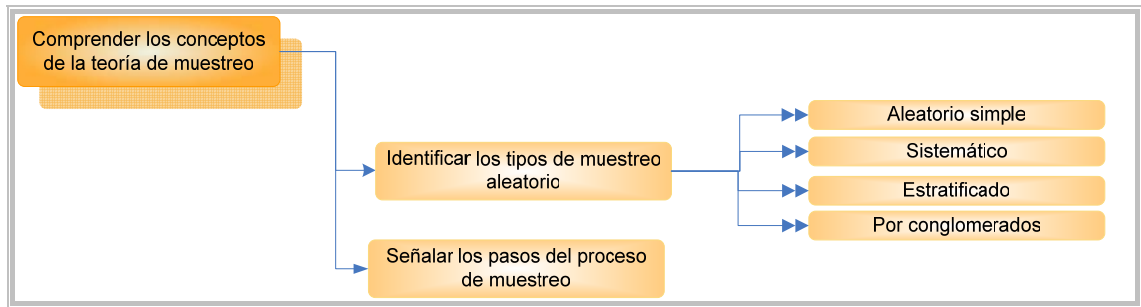 Comprender los conceptos
de la teoría de muestreo
Identificar los tipos de muestreo
aleatorio
Señalar los pasos del proceso
de muestreo
Aleatorio simple
Sistemático
Estratificado
Por conglomerados